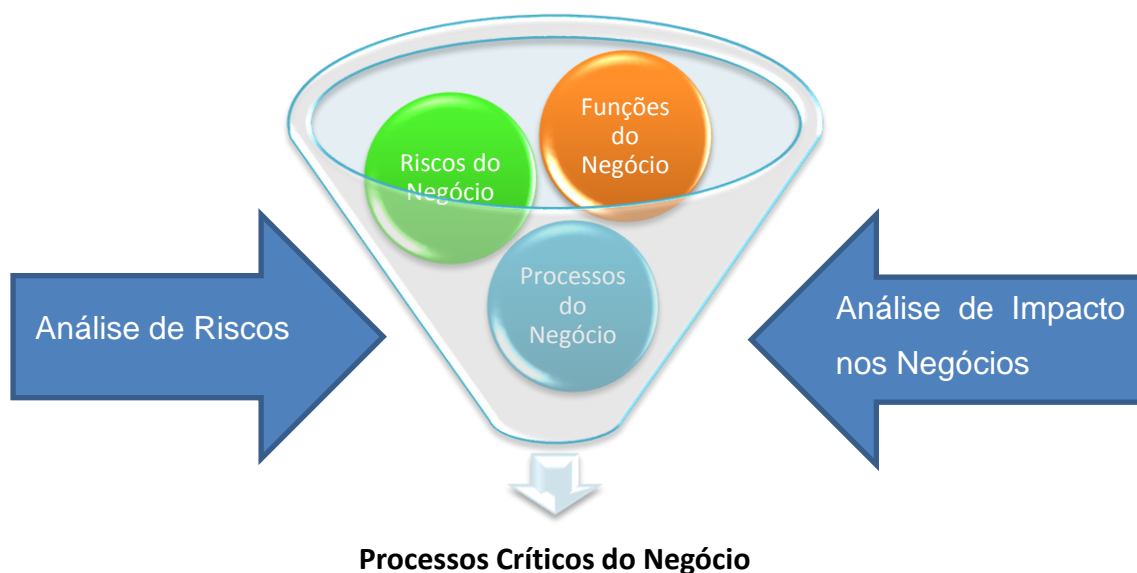 Funções
do
Negócio
Riscos do
Negócio
Processos
do
Negócio
Análise de Riscos
Análise de Impacto
nos Negócios
Processos Críticos do Negócio